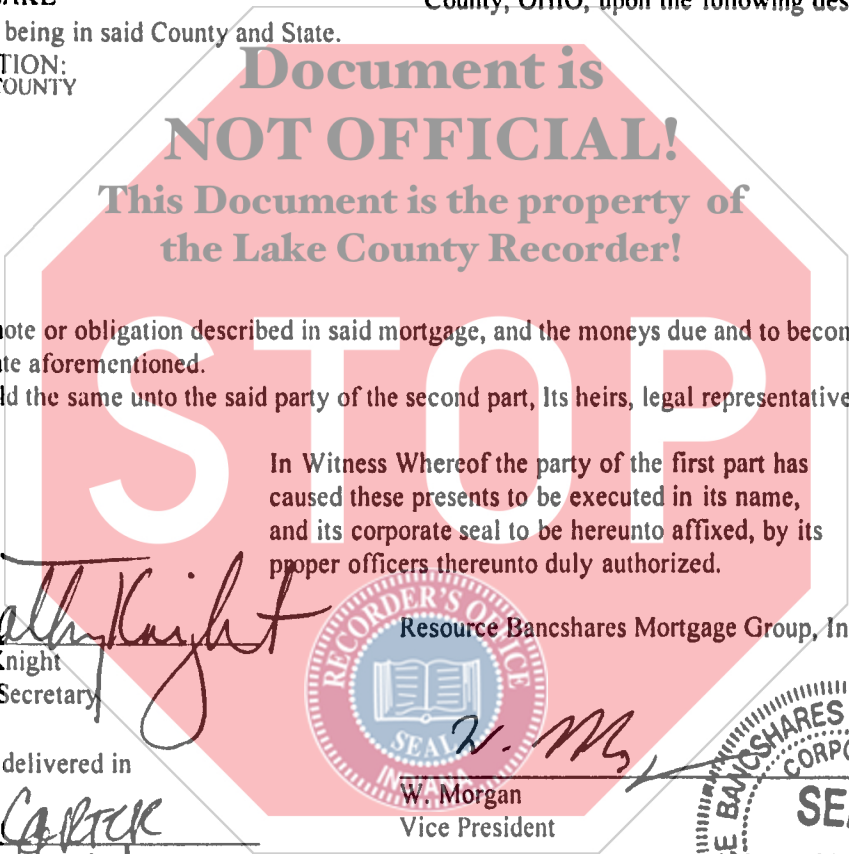 County, OHIO, upon the following des
being in said County and State.
TION:
OUNTY
Document is
NOT OFFICIAL!
This Document is the property of
the Lake County Recorder!
note or obligation described in said mortgage, and the moneys due and to becom
te aforementioned.
ld the same unto the said party of the second part, Its heirs, legal representative
STOP
In Witness Whereof the party of the first part has
caused these presents to be executed in its name,
and its corporate seal to be hereunto affixed, by its
proper officers thereunto duly authorized.
Resource Bancshares Mortgage Group, In
Knight
Secretary
RECORDER'S OFFICE
SEAL
INDIANA
delivered in
W. Morgan
Vice President
CARTER
BANCSHARES
CORPO
SEA